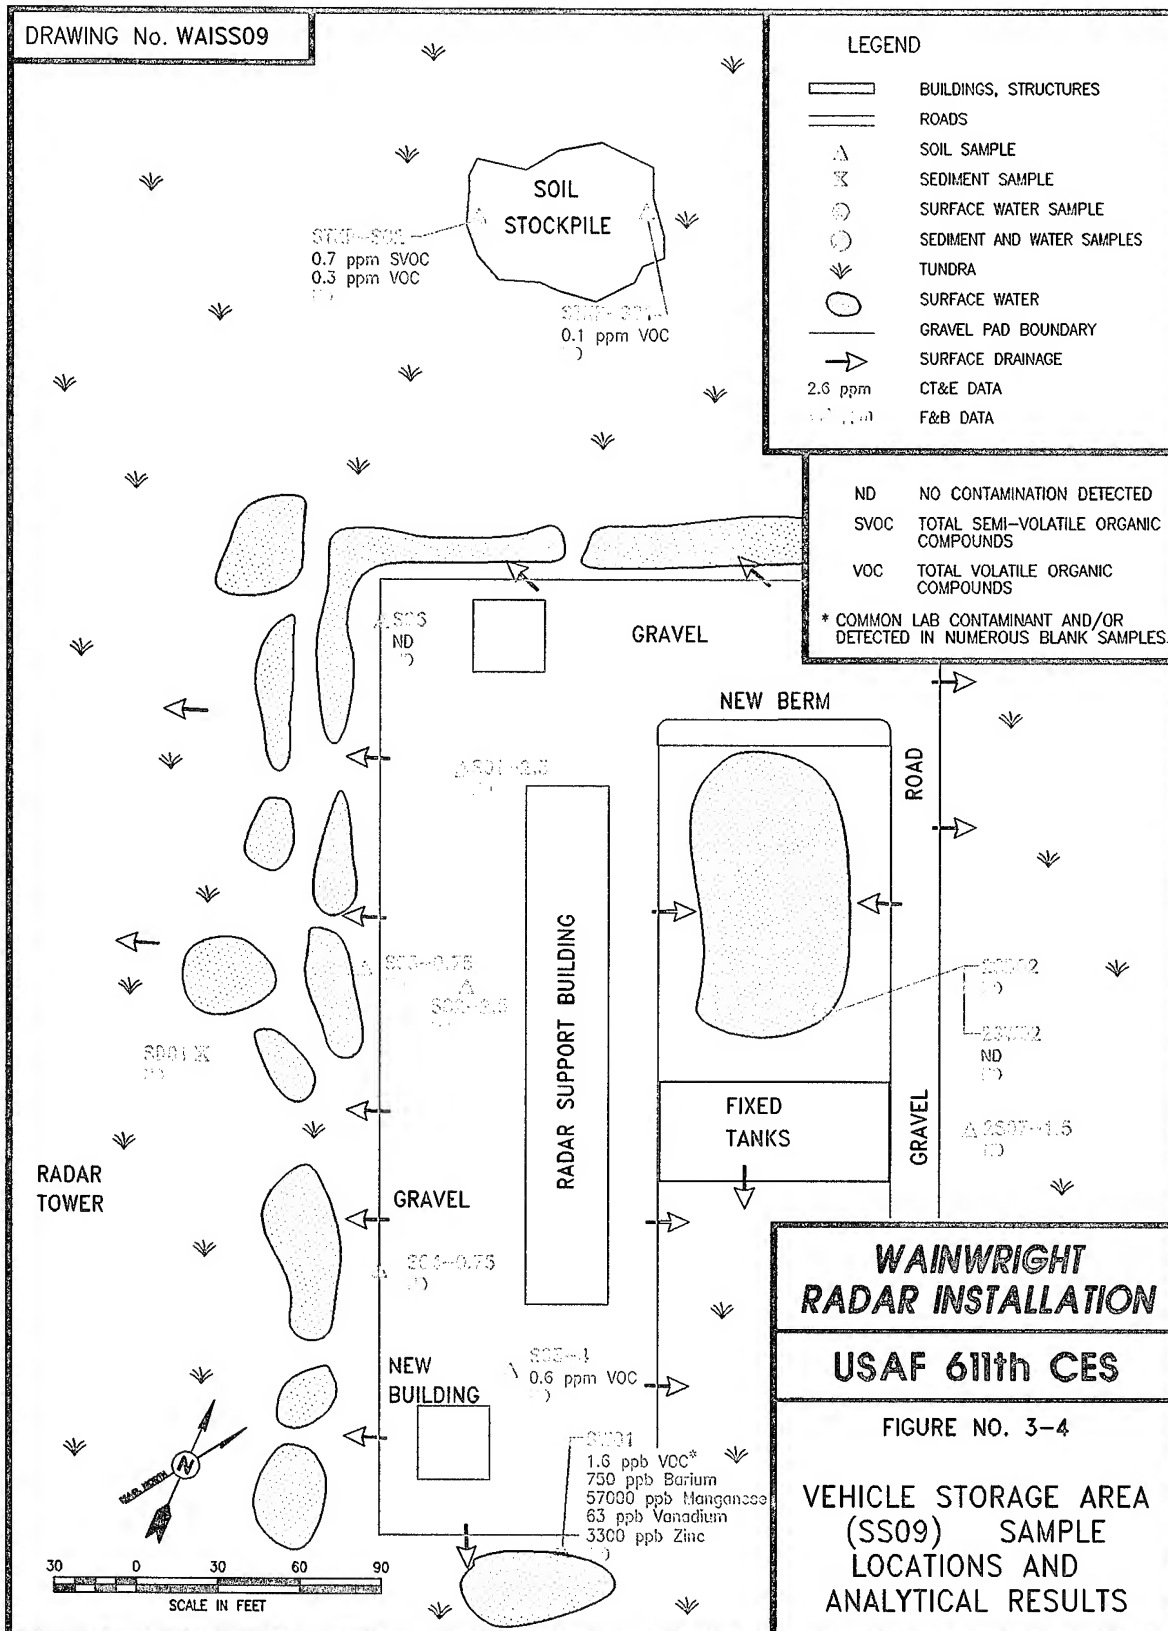 DRAWING No. WAISS09
LEGEND
BUILDINGS, STRUCTURES
ROADS
SOIL SAMPLE
SEDIMENT SAMPLE
SURFACE WATER SAMPLE
SEDIMENT AND WATER SAMPLES
TUNDRA
SURFACE WATER
GRAVEL PAD BOUNDARY
SURFACE DRAINAGE
2.6 ppm CT&E DATA
F&B DATA
ND NO CONTAMINATION DETECTED
SVOC TOTAL SEMI-VOLATILE ORGANIC
COMPOUNDS
VOC TOTAL VOLATILE ORGANIC
COMPOUNDS
* COMMON LAB CONTAMINANT AND/OR
DETECTED IN NUMEROUS BLANK SAMPLES.
SOIL
STOCKPILE
0.7 ppm SVOC
0.3 ppm VOC
0.1 ppm VOC
S06
ND
GRAVEL
NEW BERM
ROAD
RADAR SUPPORT BUILDING
SD01
ND
FIXED
TANKS
GRAVEL
2S07-1.5
RADAR
TOWER
GRAVEL
NEW
BUILDING
0.6 ppm VOC
SW01
1.6 ppb VOC*
750 ppb Barium
57000 ppb Manganese
63 ppb Vanadium
3300 ppb Zinc
N
30 0 30 60 90
SCALE IN FEET
WAINWRIGHT
RADAR INSTALLATION
USAF 611th CES
FIGURE NO. 3-4
VEHICLE STORAGE AREA
(SS09) SAMPLE
LOCATIONS AND
ANALYTICAL RESULTS